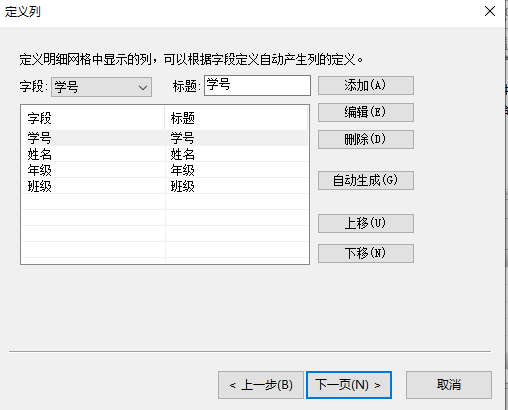 定义列
定义明细网格中显示的列，可以根据字段定义自动产生列的定义。
字段: 学号 标题: 学号 添加(A)
编辑(E)
删除(D)
自动生成(G)
上移(U)
下移(N)
字段 标题
学号 学号
姓名 姓名
年级 年级
班级 班级
< 上一步(B) 下一页(N) > 取消